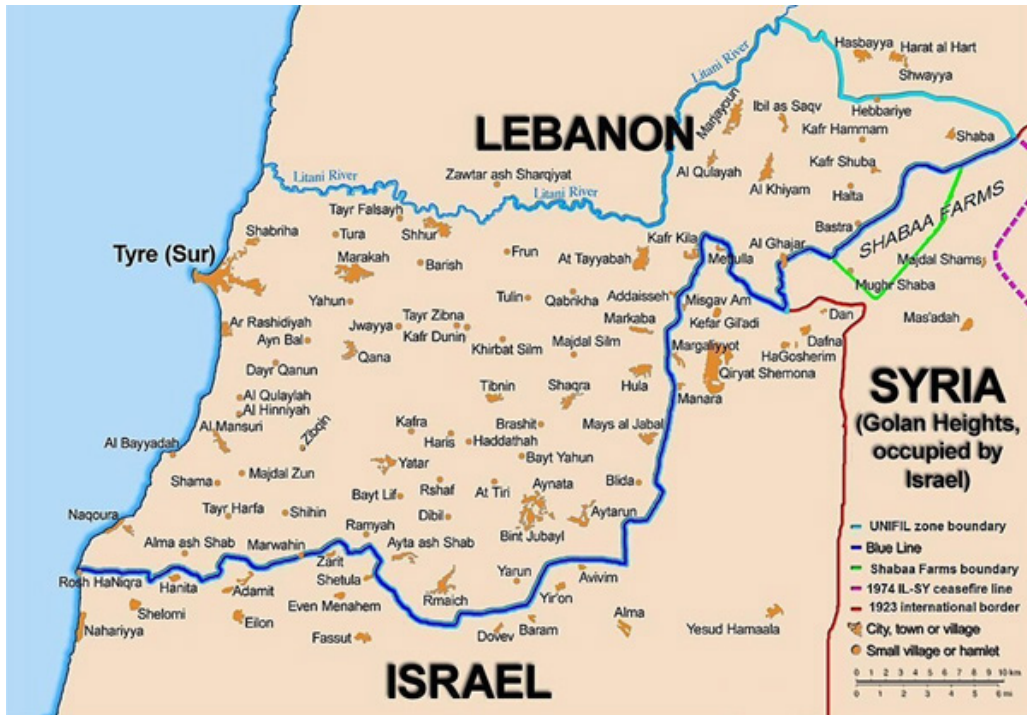 Litani River
Hasbayya
Harat al Hart
Shwayya
Marjayoun
Ibil as Saqv
Hebbariye
LEBANON
Kafr Hammam
Shaba
Litani River
Zawtar ash Sharqiyat
Litani River
Al Qulayah
Kafr Shuba
Al Khiyam
Halta
Tayr Falsayh
Bastra
SHABAA FARMS
Shabriha
Tura
Shhur
Kafr Kila
Al Ghajar
Tyre (Sur)
Marakah
Barish
Frun
At Tayyabah
Metulla
Majdal Shams
Mughr Shaba
Yahun
Tulin
Qabrikha
Addaisseh
Misgav Am
Ar Rashidiyah
Jwayya
Tayr Zibna
Kafr Dunin
Markaba
Kefar Gil'adi
Dan
Mas'adah
Ayn Bal
Qana
Khirbat Silm
Majdal Silm
Margaliyyot
HaGosherim
Dafna
Dayr Qanun
Hula
Qiryat Shemona
Tibnin
Shaqra
Manara
SYRIA
(Golan Heights,
occupied by
Israel)
Al Qulaylah
Al Hinniyah
Al Mansuri
Zibqin
Kafra
Haris
Brashit
Haddathah
Mays al Jabal
Al Bayyadah
Yatar
Bayt Yahun
Shama
Majdal Zun
Bayt Lif
Rshaf
At Tiri
Aynata
Blida
Naqoura
Tayr Harfa
Shihin
Ramyah
Dibil
Bint Jubayl
Aytarun
Alma ash Shab
Marwahin
Zarit
Ayta ash Shab
Rosh HaNiqra
Hanita
Adamit
Shetula
Yarun
Avivim
Shelomi
Even Menahem
Rmaich
Yir'on
Nahariyya
Eilon
Fassut
Dovev
Baram
Alma
Yesud Hamaala
ISRAEL
UNIFIL zone boundary
Blue Line
Shabaa Farms boundary
1974 IL-SY ceasefire line
1923 international border
City, town or village
Small village or hamlet
0 1 2 3 4 5 6 7 8 9 10 km
0 1 2 3 4 5 6 mi